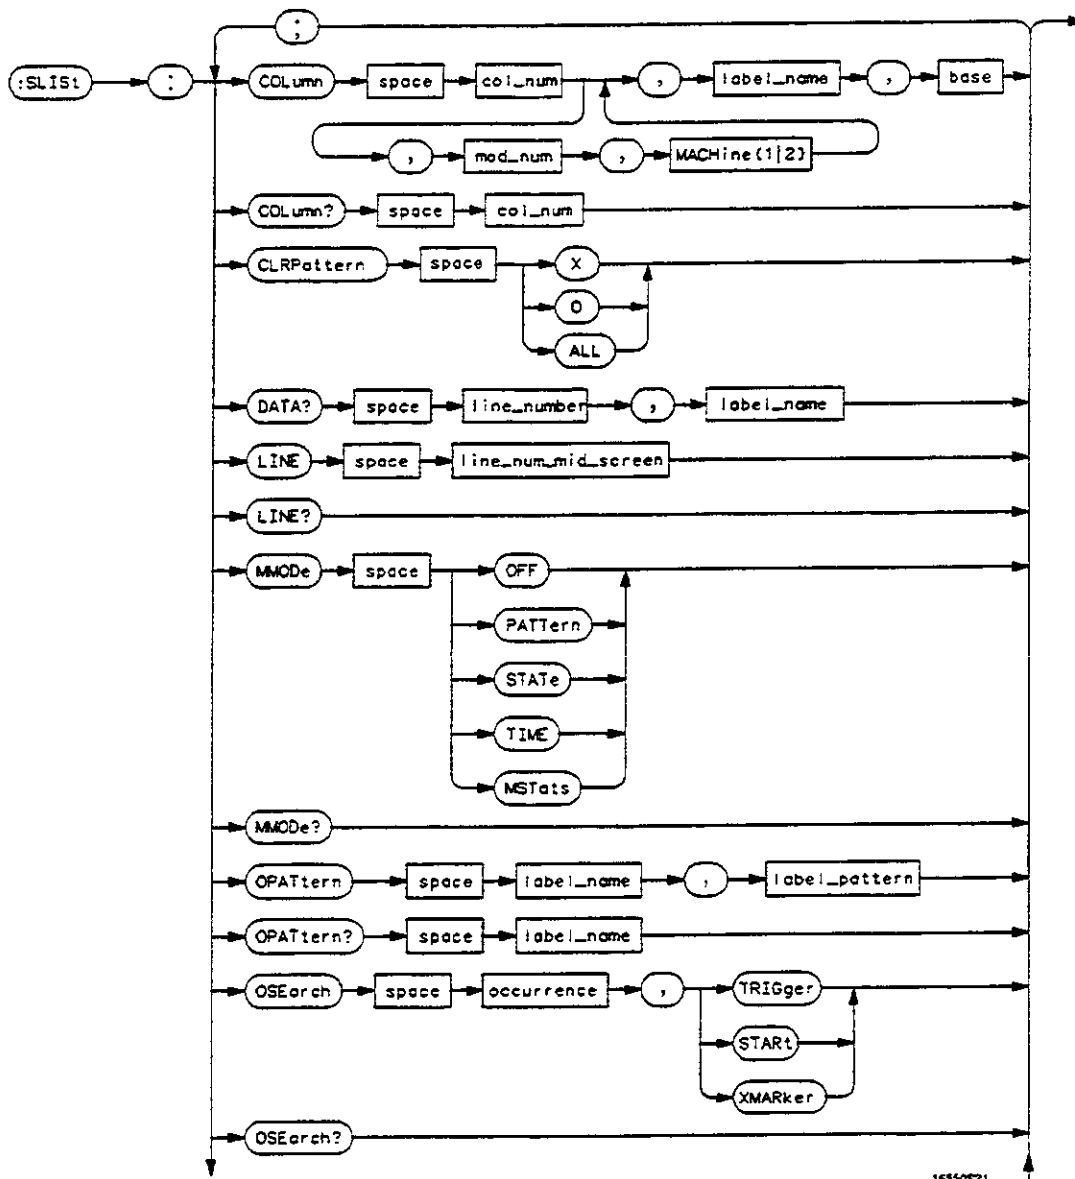 ;
:SLISt : COLumn space col_num , label_name , base
, mod_num , MACHine{1|2}
COLumn? space col_num
CLRPattern space X
O
ALL
DATA? space line_number , label_name
LINE space line_num_mid_screen
LINE?
MMODe space OFF
PATTern
STATe
TIME
MSTats
MMODe?
OPATtern space label_name , label_pattern
OPATtern? space label_name
OSEarch space occurrence , TRIGger
STARt
XMARker
OSEarch?